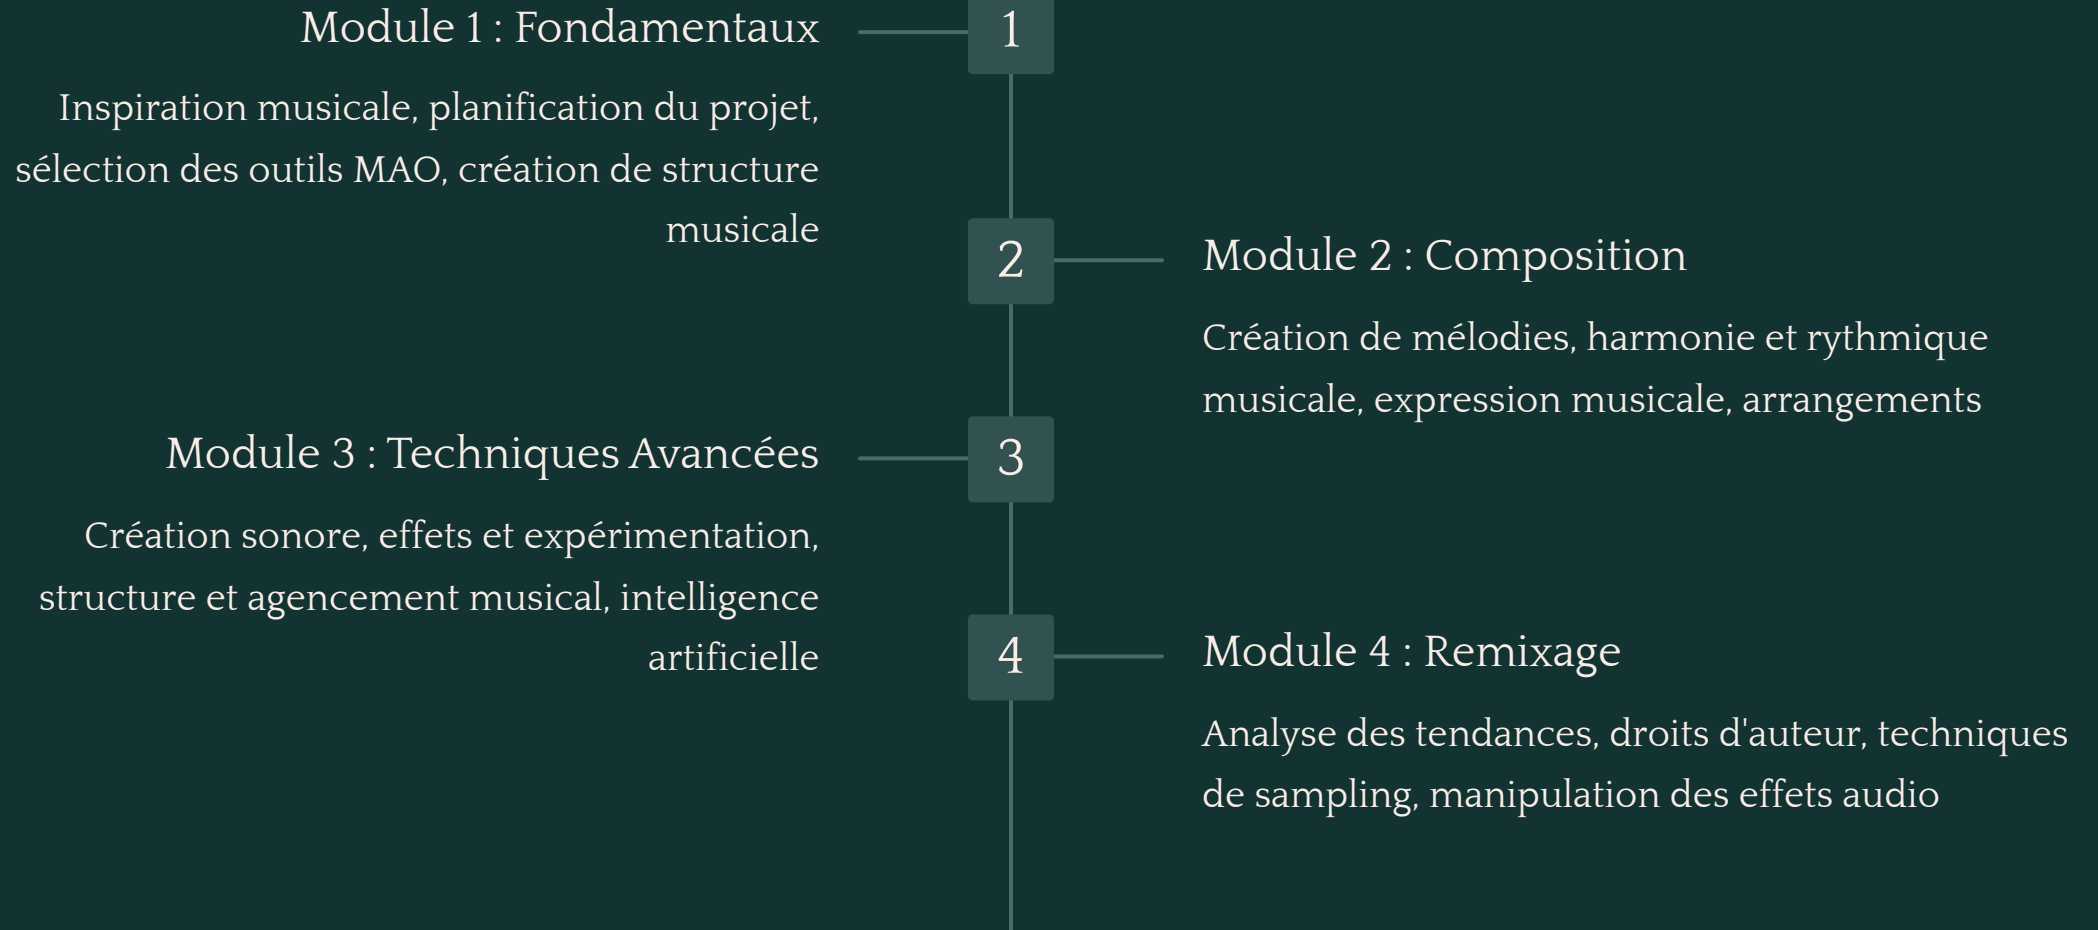 Module 1 : Fondamentaux
1
Inspiration musicale, planification du projet,
sélection des outils MAO, création de structure
musicale
2
Module 2 : Composition
Création de mélodies, harmonie et rythmique
musicale, expression musicale, arrangements
Module 3 : Techniques Avancées
3
Création sonore, effets et expérimentation,
structure et agencement musical, intelligence
artificielle
4
Module 4 : Remixage
Analyse des tendances, droits d'auteur, techniques
de sampling, manipulation des effets audio